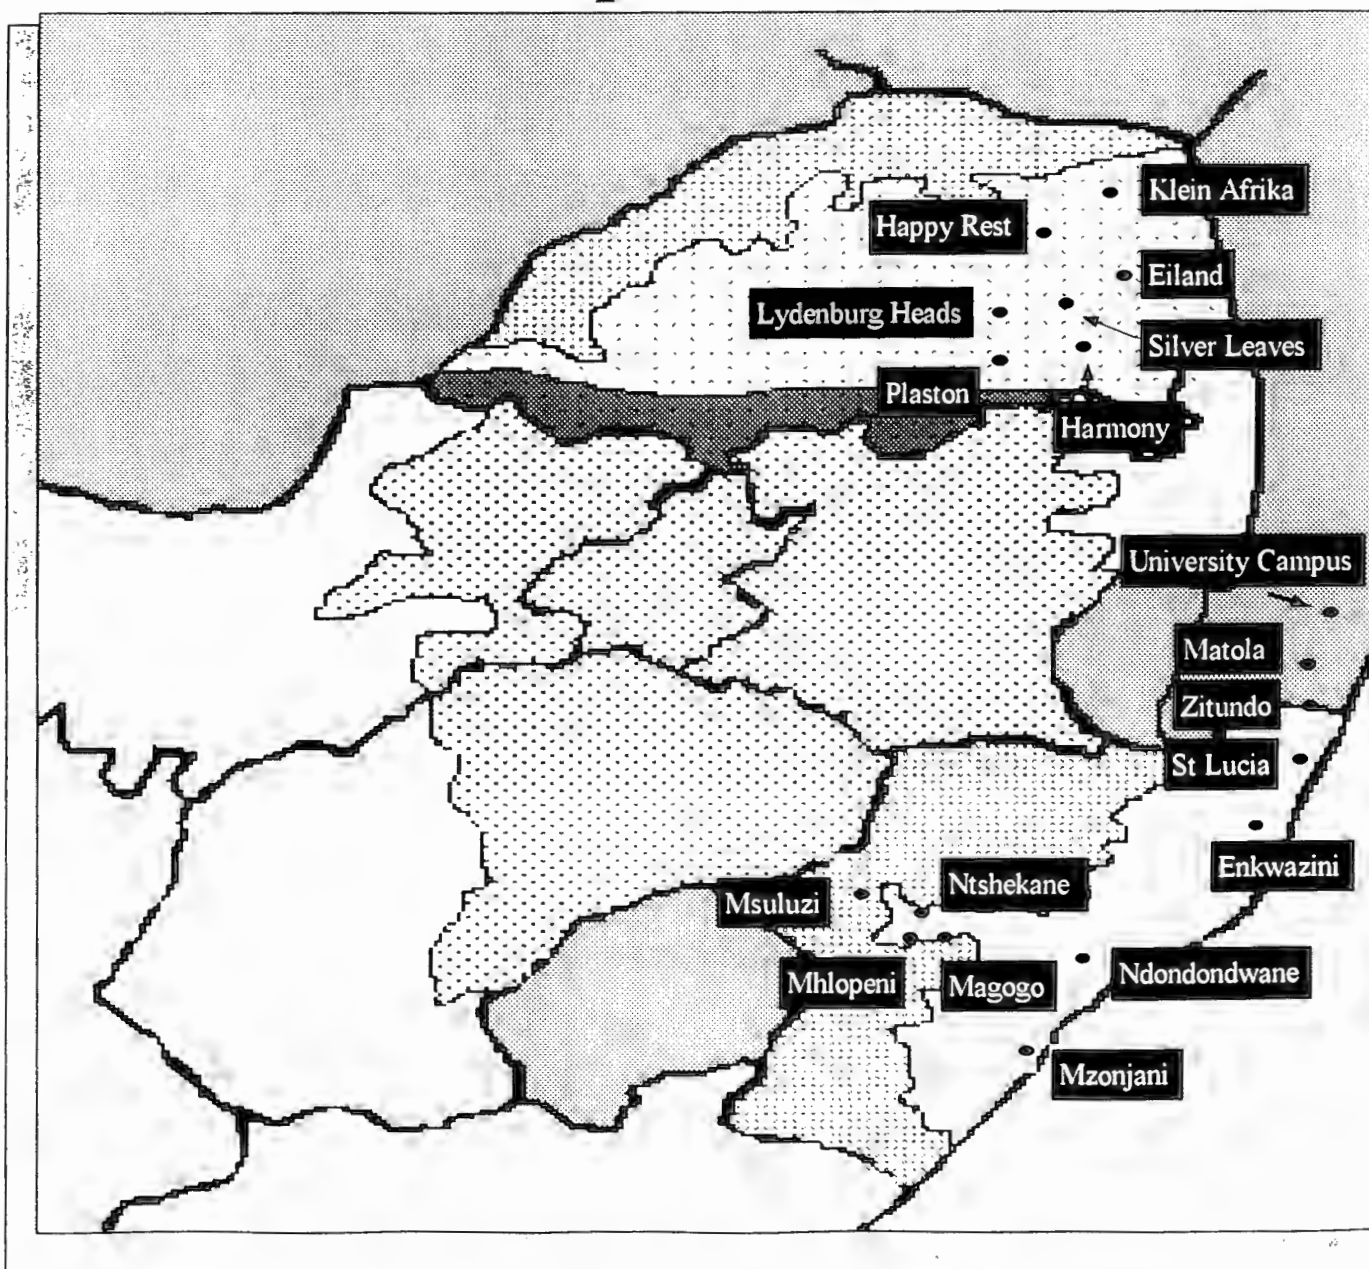 Klein Afrika
Happy Rest
Eiland
Lydenburg Heads
Silver Leaves
Plaston
Harmony
University Campus
Matola
Zitundo
St Lucia
Enkwazini
Ntshekane
Msuluzi
Mhlopeni
Magogo
Ndondondwane
Mzonjani